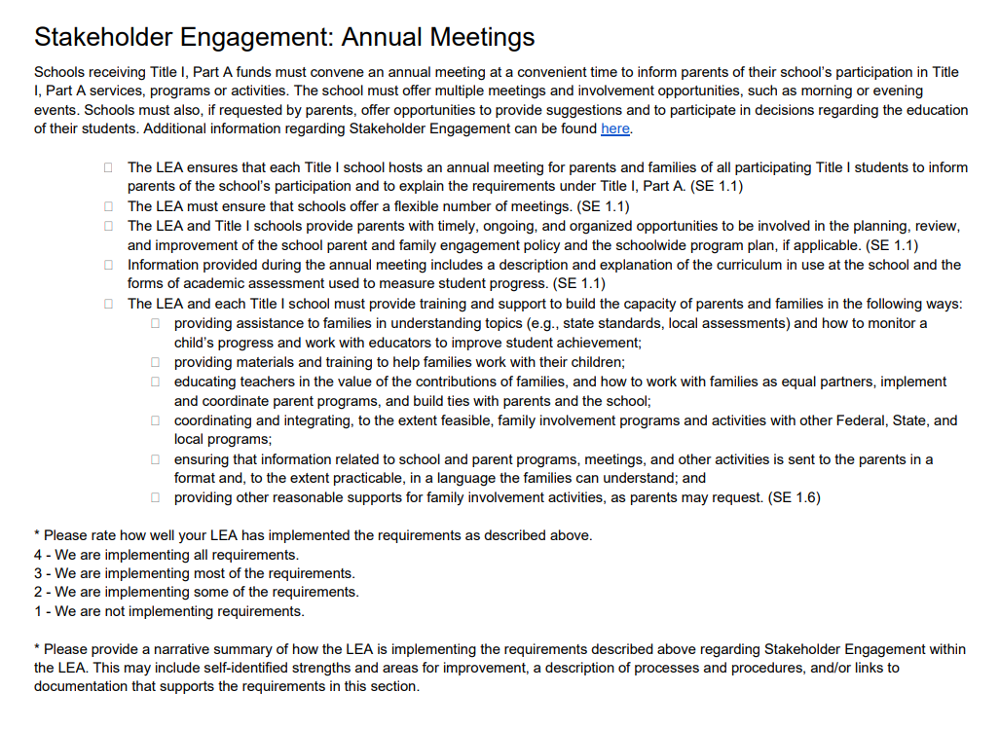 Stakeholder Engagement: Annual Meetings
Schools receiving Title I, Part A funds must convene an annual meeting at a convenient time to inform parents of their school's participation in Title
I, Part A services, programs or activities. The school must offer multiple meetings and involvement opportunities, such as morning or evening
events. Schools must also, if requested by parents, offer opportunities to provide suggestions and to participate in decisions regarding the education
of their students. Additional information regarding Stakeholder Engagement can be found here.
The LEA ensures that each Title I school hosts an annual meeting for parents and families of all participating Title I students to inform
parents of the school's participation and to explain the requirements under Title I, Part A. (SE 1.1)
The LEA must ensure that schools offer a flexible number of meetings. (SE 1.1)
The LEA and Title I schools provide parents with timely, ongoing, and organized opportunities to be involved in the planning, review,
and improvement of the school parent and family engagement policy and the schoolwide program plan, if applicable. (SE 1.1)
Information provided during the annual meeting includes a description and explanation of the curriculum in use at the school and the
forms of academic assessment used to measure student progress. (SE 1.1)
The LEA and each Title I school must provide training and support to build the capacity of parents and families in the following ways:
providing assistance to families in understanding topics (e.g., state standards, local assessments) and how to monitor a
child's progress and work with educators to improve student achievement;
providing materials and training to help families work with their children;
educating teachers in the value of the contributions of families, and how to work with families as equal partners, implement
and coordinate parent programs, and build ties with parents and the school;
coordinating and integrating, to the extent feasible, family involvement programs and activities with other Federal, State, and
local programs;
ensuring that information related to school and parent programs, meetings, and other activities is sent to the parents in a
format and, to the extent practicable, in a language the families can understand; and
providing other reasonable supports for family involvement activities, as parents may request. (SE 1.6)
* Please rate how well your LEA has implemented the requirements as described above.
4 - We are implementing all requirements.
3 - We are implementing most of the requirements.
2 - We are implementing some of the requirements.
1 - We are not implementing requirements.
* Please provide a narrative summary of how the LEA is implementing the requirements described above regarding Stakeholder Engagement within
the LEA. This may include self-identified strengths and areas for improvement, a description of processes and procedures, and/or links to
documentation that supports the requirements in this section.